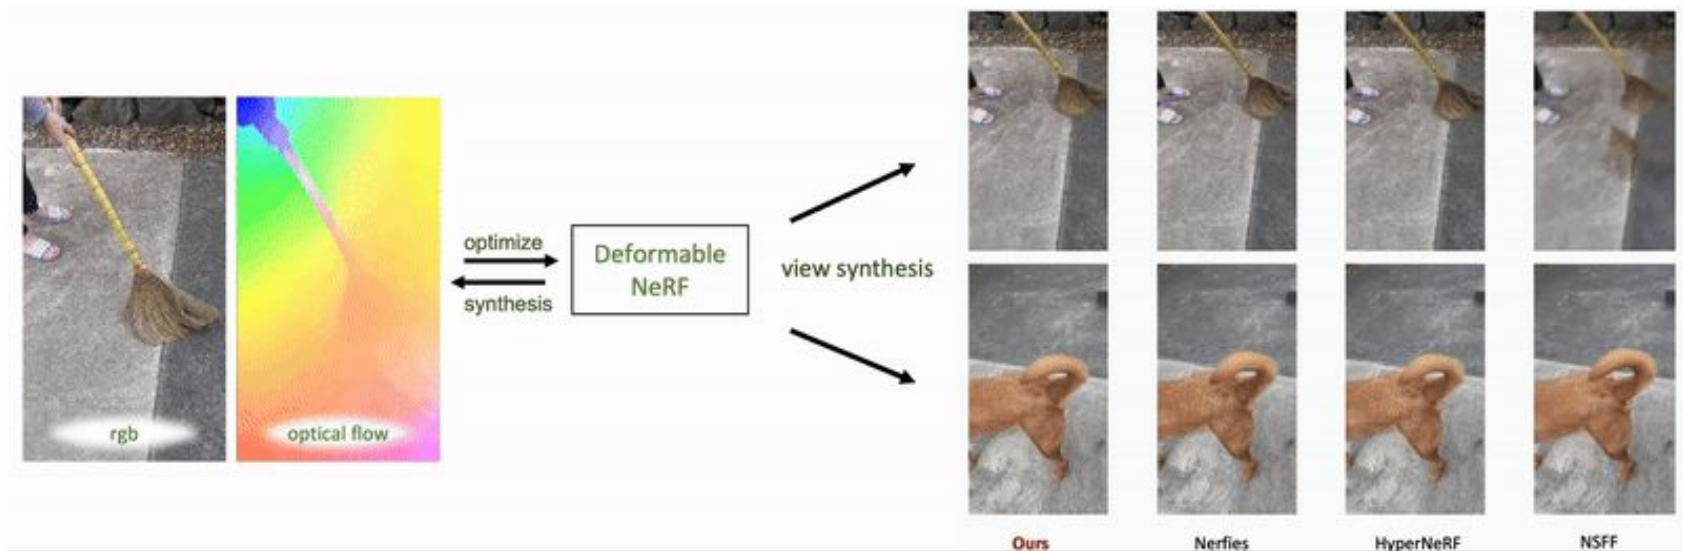 rgb
optical flow
optimize
synthesis
Deformable
NeRF
view synthesis
Ours
Nerfies
HyperNeRF
NSFF